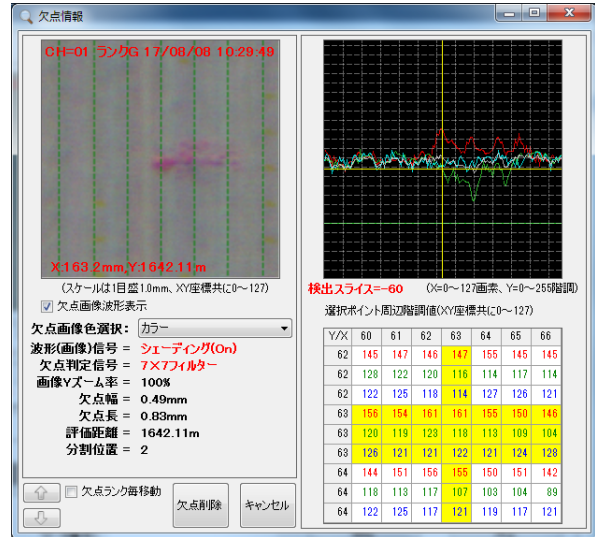 欠点情報
CH=01 ランクG 17/08/08 10:29:49
X:163.2mm,Y:1642.11m
(スケールは1目盛1.0mm、XY座標共に0～127)
欠点画像波形表示
欠点画像色選択: カラー
波形(画像)信号 = シェーディング(On)
欠点判定信号 = 7×7フィルター
画像Yズーム率 = 100%
欠点幅 = 0.49mm
欠点長 = 0.83mm
評価距離 = 1642.11m
分割位置 = 2
欠点ランク毎移動
欠点削除
キャンセル
検出スライス=-60 (X=0～127画素、Y=0～255階調)
選択ポイント周辺階調値(XY座標共に0～127)
Y/X 60 61 62 63 64 65 66
62 145 147 146 147 155 145 145
62 128 122 120 116 114 117 114
62 122 125 118 114 127 126 121
63 156 154 161 161 155 150 146
63 120 119 123 118 113 109 104
63 126 121 121 122 121 124 128
64 144 151 156 155 150 151 142
64 118 113 117 107 103 104 89
64 122 125 117 121 119 117 121